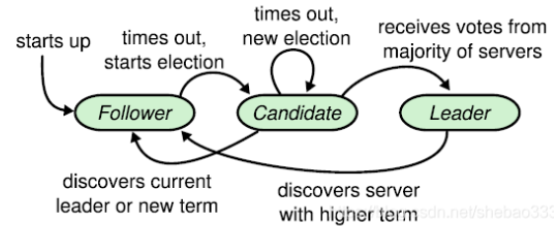 starts up
times out,
starts election
times out,
new election
receives votes from
majority of servers
Follower
Candidate
Leader
discovers current
leader or new term
discovers server
with higher term